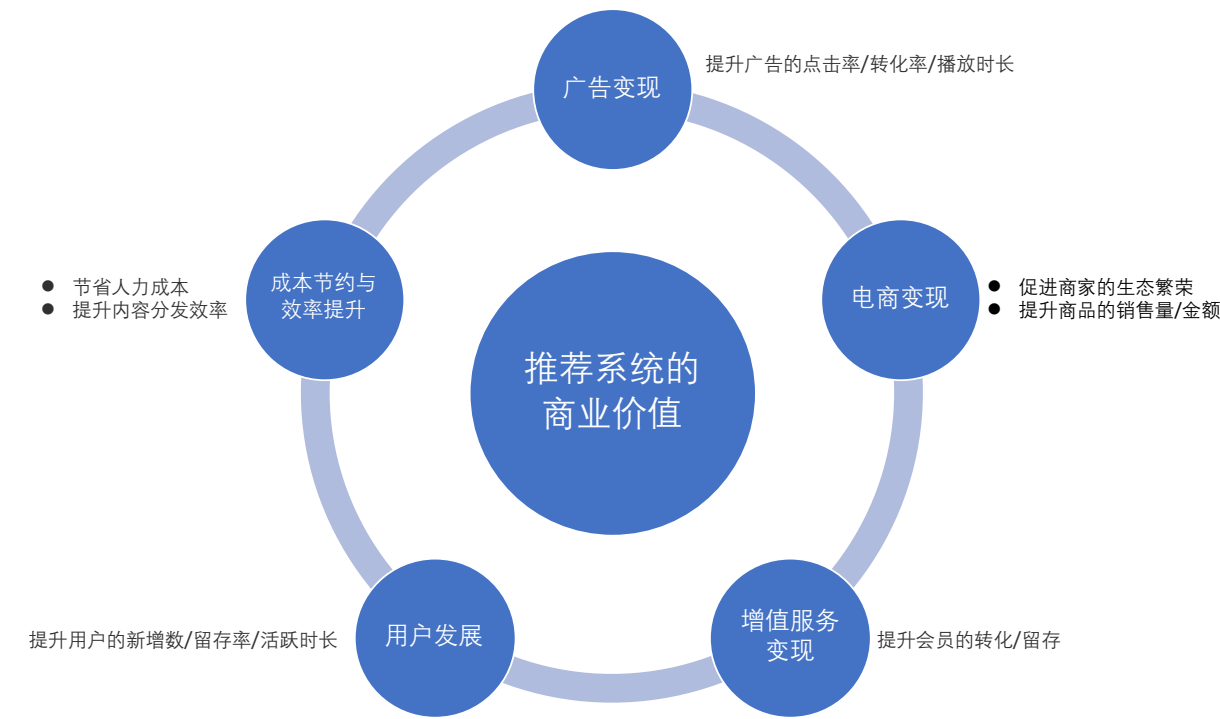 广告变现
提升广告的点击率/转化率/播放时长
成本节约与
效率提升
● 节省人力成本
● 提升内容分发效率
电商变现
● 促进商家的生态繁荣
● 提升商品的销售量/金额
推荐系统的
商业价值
提升用户的新增数/留存率/活跃时长
用户发展
增值服务
变现
提升会员的转化/留存